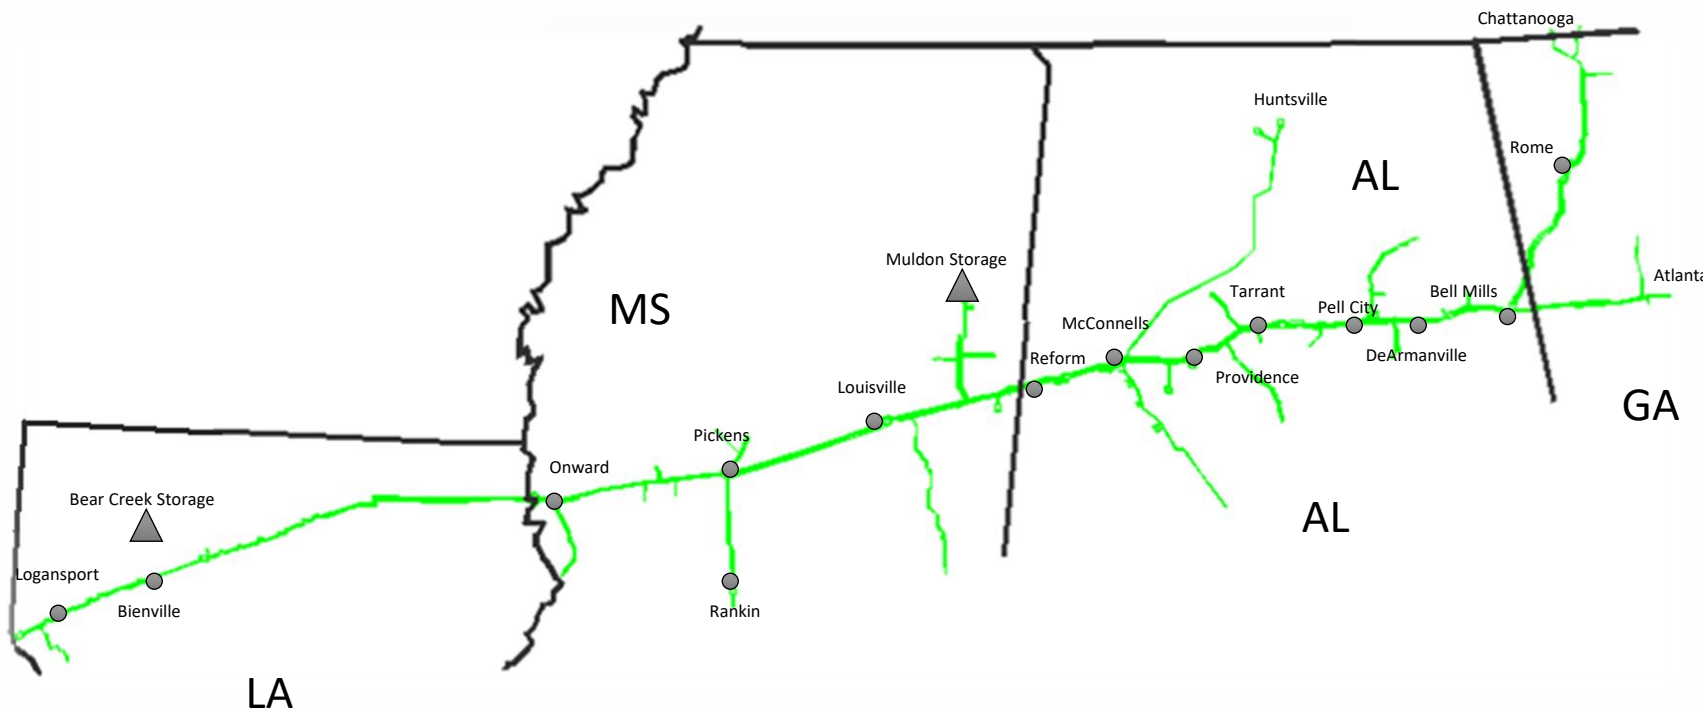 Chattanooga
Huntsville
Rome
AL
Muldon Storage
Atlanta
MS
Tarrant
Bell Mills
Pell City
McConnells
Reform
DeArmanville
Providence
Louisville
GA
Pickens
Onward
Bear Creek Storage
AL
Logansport
Bienville
Rankin
LA